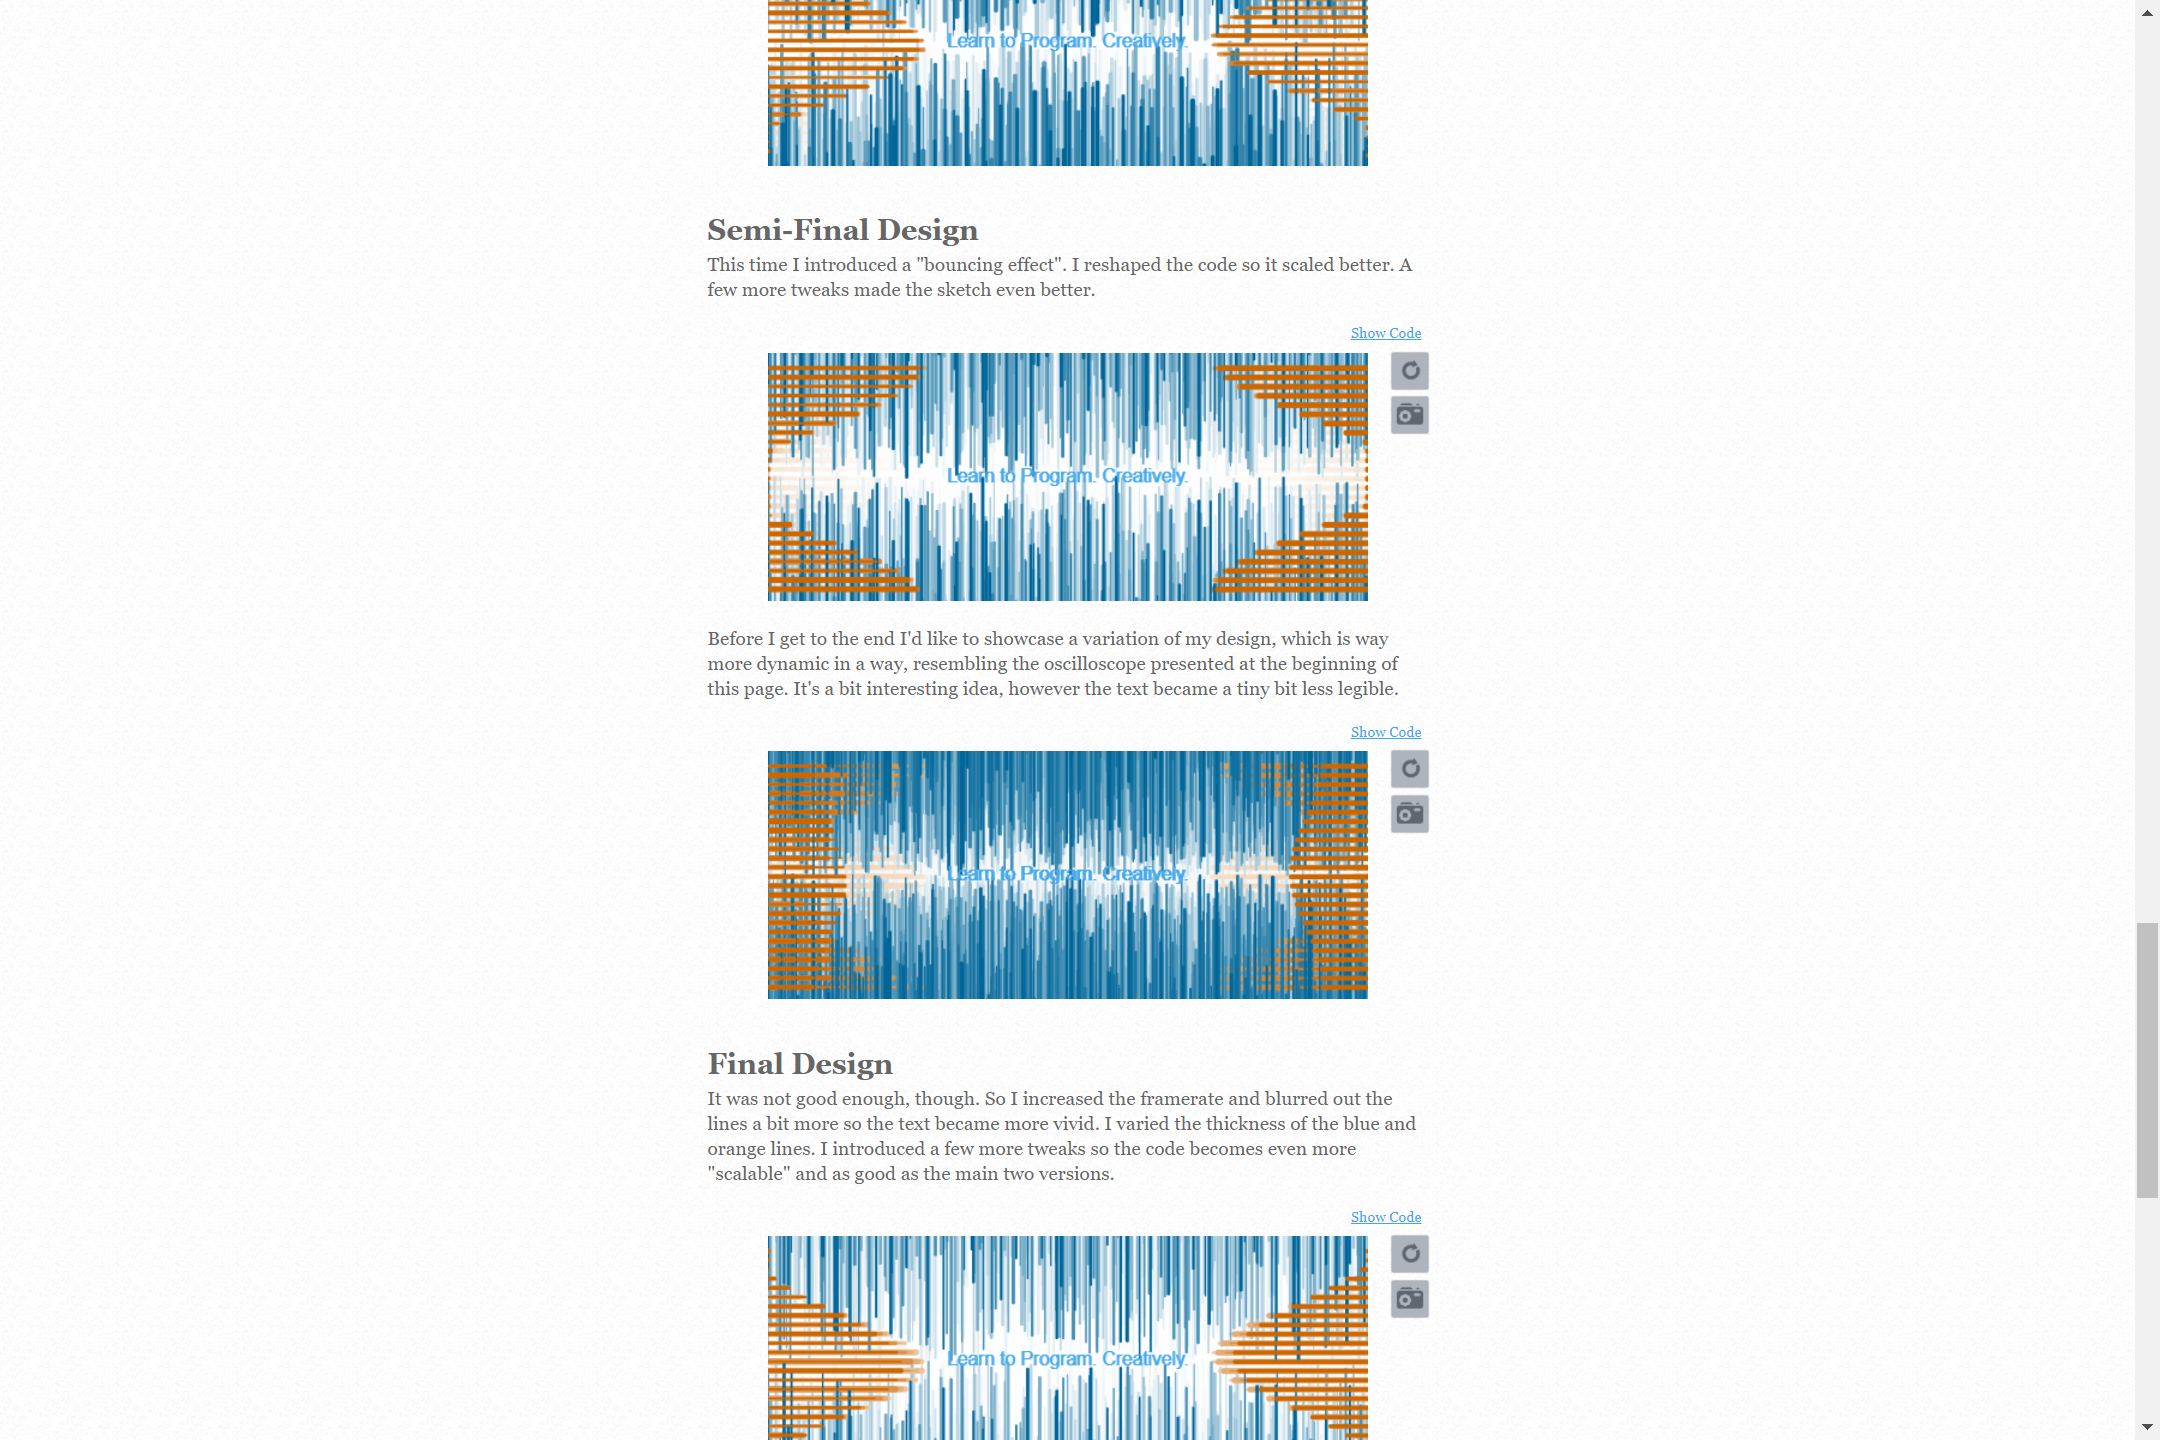 Learn to Program. Creatively.
Semi-Final Design
This time I introduced a "bouncing effect". I reshaped the code so it scaled better. A
few more tweaks made the sketch even better.
Show Code
Learn to Program. Creatively.
Before I get to the end I'd like to showcase a variation of my design, which is way
more dynamic in a way, resembling the oscilloscope presented at the beginning of
this page. It's a bit interesting idea, however the text became a tiny bit less legible.
Show Code
Learn to Program. Creatively.
Final Design
It was not good enough, though. So I increased the framerate and blurred out the
lines a bit more so the text became more vivid. I varied the thickness of the blue and
orange lines. I introduced a few more tweaks so the code becomes even more
"scalable" and as good as the main two versions.
Show Code
Learn to Program. Creatively.